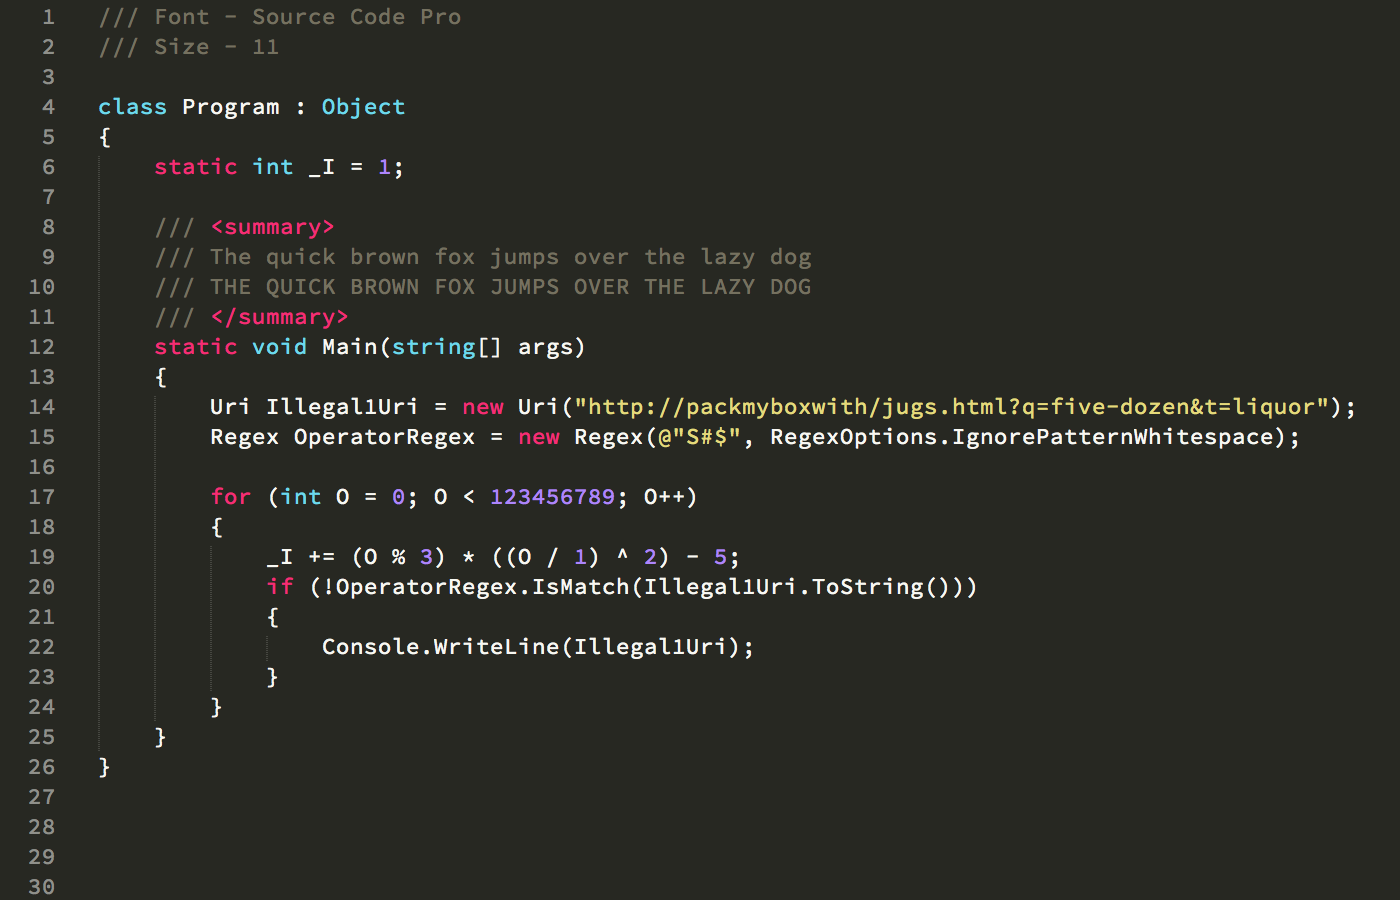 1 /// Font - Source Code Pro
2 /// Size - 11
3
4 class Program : Object
5 {
6     static int _I = 1;
7
8     /// <summary>
9     /// The quick brown fox jumps over the lazy dog
10     /// THE QUICK BROWN FOX JUMPS OVER THE LAZY DOG
11     /// </summary>
12     static void Main(string[] args)
13     {
14         Uri Illegal1Uri = new Uri("http://packmyboxwith/jugs.html?q=five-dozen&t=liquor");
15         Regex OperatorRegex = new Regex(@"S#$", RegexOptions.IgnorePatternWhitespace);
16
17         for (int O = 0; O < 123456789; O++)
18         {
19             _I += (O % 3) * ((O / 1) ^ 2) - 5;
20             if (!OperatorRegex.IsMatch(Illegal1Uri.ToString()))
21             {
22                 Console.WriteLine(Illegal1Uri);
23             }
24         }
25     }
26 }
27
28
29
30